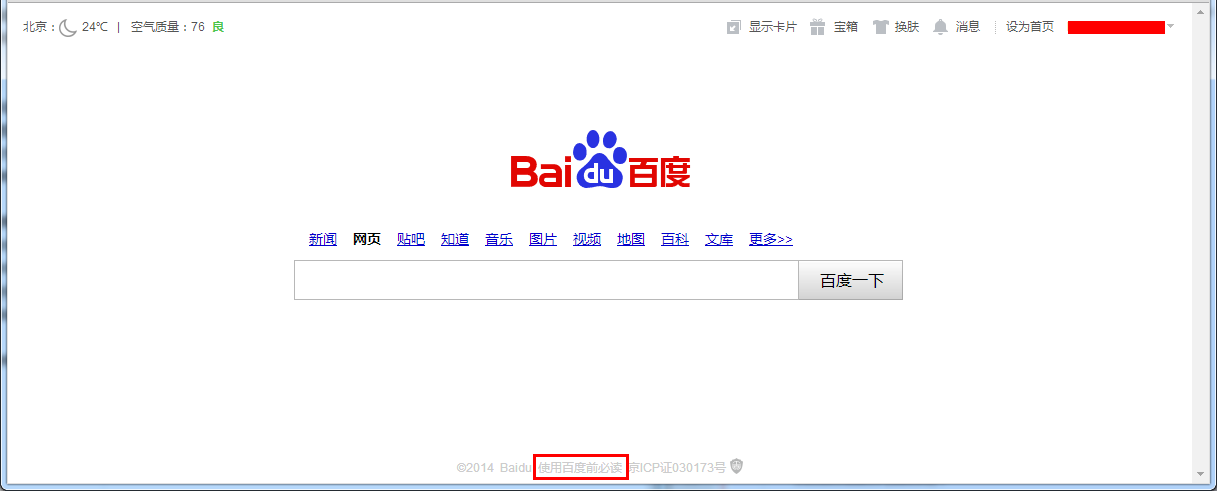 北京： 24℃ | 空气质量：76 良 显示卡片 宝箱 换肤 消息 设为首页
Bai du 百度
新闻 网页 贴吧 知道 音乐 图片 视频 地图 百科 文库 更多>>
百度一下
©2014 Baidu 使用百度前必读 京ICP证030173号